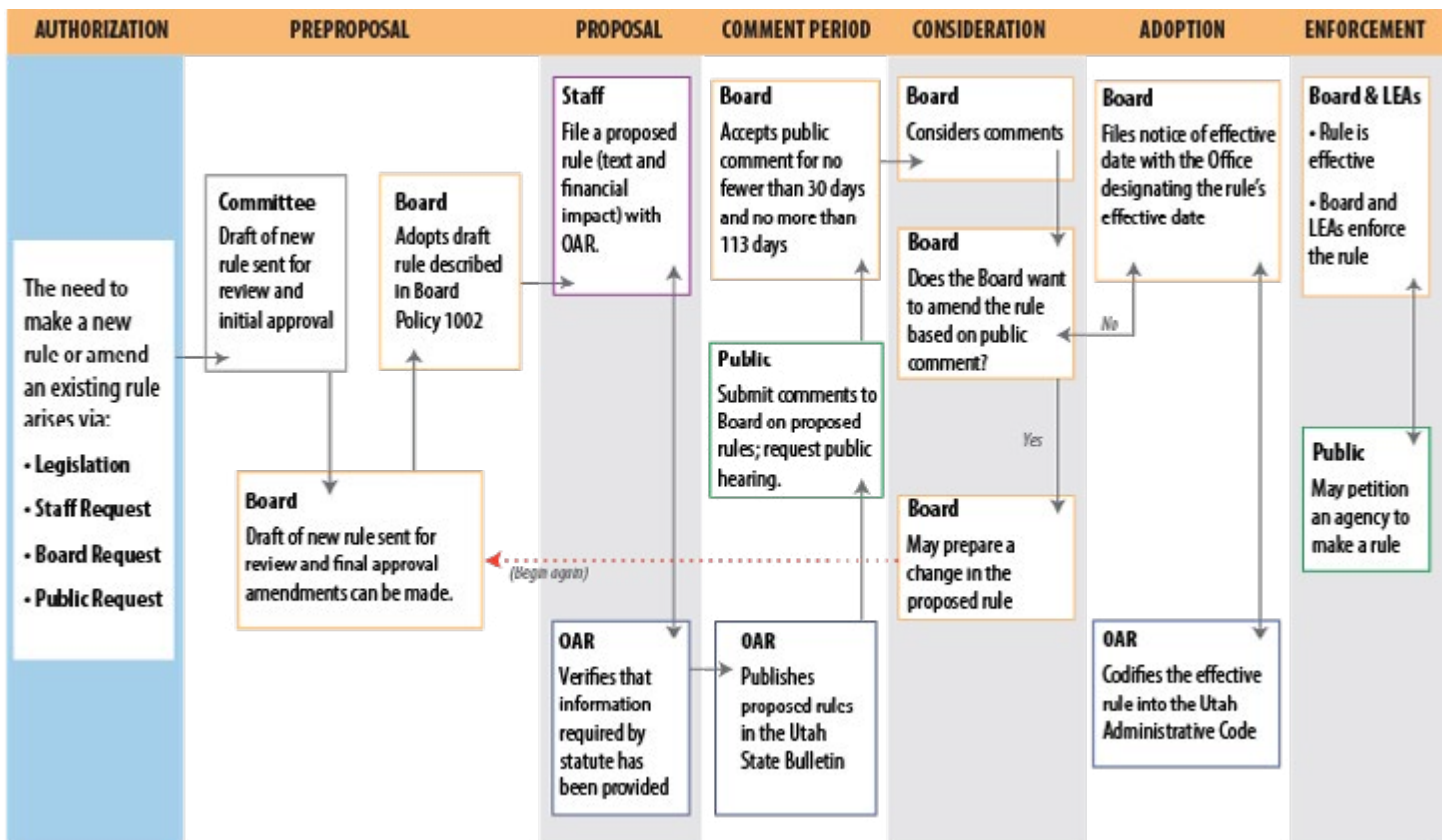 AUTHORIZATION
PREPROPOSAL
PROPOSAL
COMMENT PERIOD
CONSIDERATION
ADOPTION
ENFORCEMENT
The need to
make a new
rule or amend
an existing rule
arises via:
• Legislation
• Staff Request
• Board Request
• Public Request
Committee
Draft of new
rule sent for
review and
initial approval
Board
Draft of new rule sent for
review and final approval
amendments can be made.
Board
Adopts draft
rule described
in Board
Policy 1002
Staff
File a proposed
rule (text and
financial
impact) with
OAR.
OAR
Verifies that
information
required by
statute has
been provided
OAR
Publishes
proposed rules
in the Utah
State Bulletin
Public
Submit comments to
Board on proposed
rules; request public
hearing.
Board
Accepts public
comment for no
fewer than 30 days
and no more than
113 days
Board
Considers comments
Board
Does the Board want
to amend the rule
based on public
comment?
No
Yes
Board
May prepare a
change in the
proposed rule
(Begin again)
Board
Files notice of effective
date with the Office
designating the rule's
effective date
OAR
Codifies the effective
rule into the Utah
Administrative Code
Board & LEAs
• Rule is
effective
• Board and
LEAs enforce
the rule
Public
May petition
an agency to
make a rule